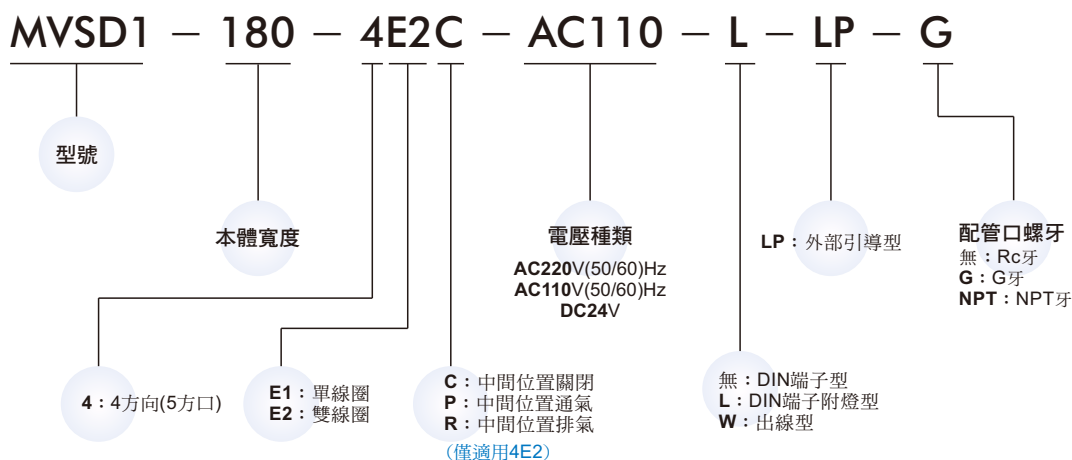 MVSD1 – 180 – 4E2C – AC110 – L – LP – G
型號
本體寬度
電壓種類
AC220V(50/60)Hz
AC110V(50/60)Hz
DC24V
LP：外部引導型
配管口螺牙
無：Rc牙
G：G牙
NPT：NPT牙
4：4方向(5方口)
E1：單線圈
E2：雙線圈
C：中間位置關閉
P：中間位置通氣
R：中間位置排氣
（僅適用4E2）
無：DIN端子型
L：DIN端子附燈型
W：出線型